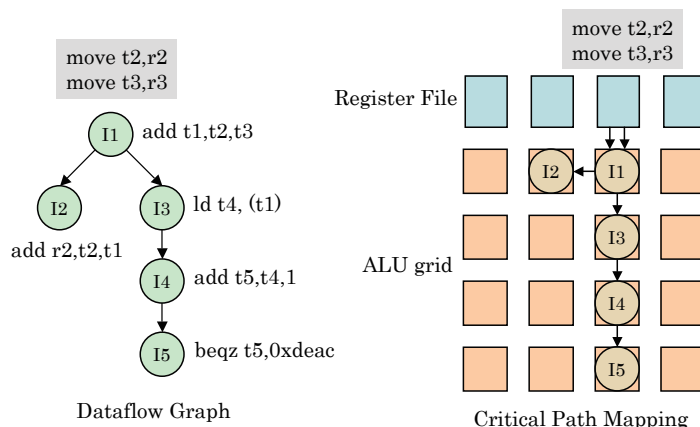 move t2,r2
move t3,r3
I1
add t1,t2,t3
I2
I3
ld t4, (t1)
add r2,t2,t1
I4
add t5,t4,1
I5
beqz t5,0xdeac
Dataflow Graph
move t2,r2
move t3,r3
Register File
I2
I1
I3
ALU grid
I4
I5
Critical Path Mapping